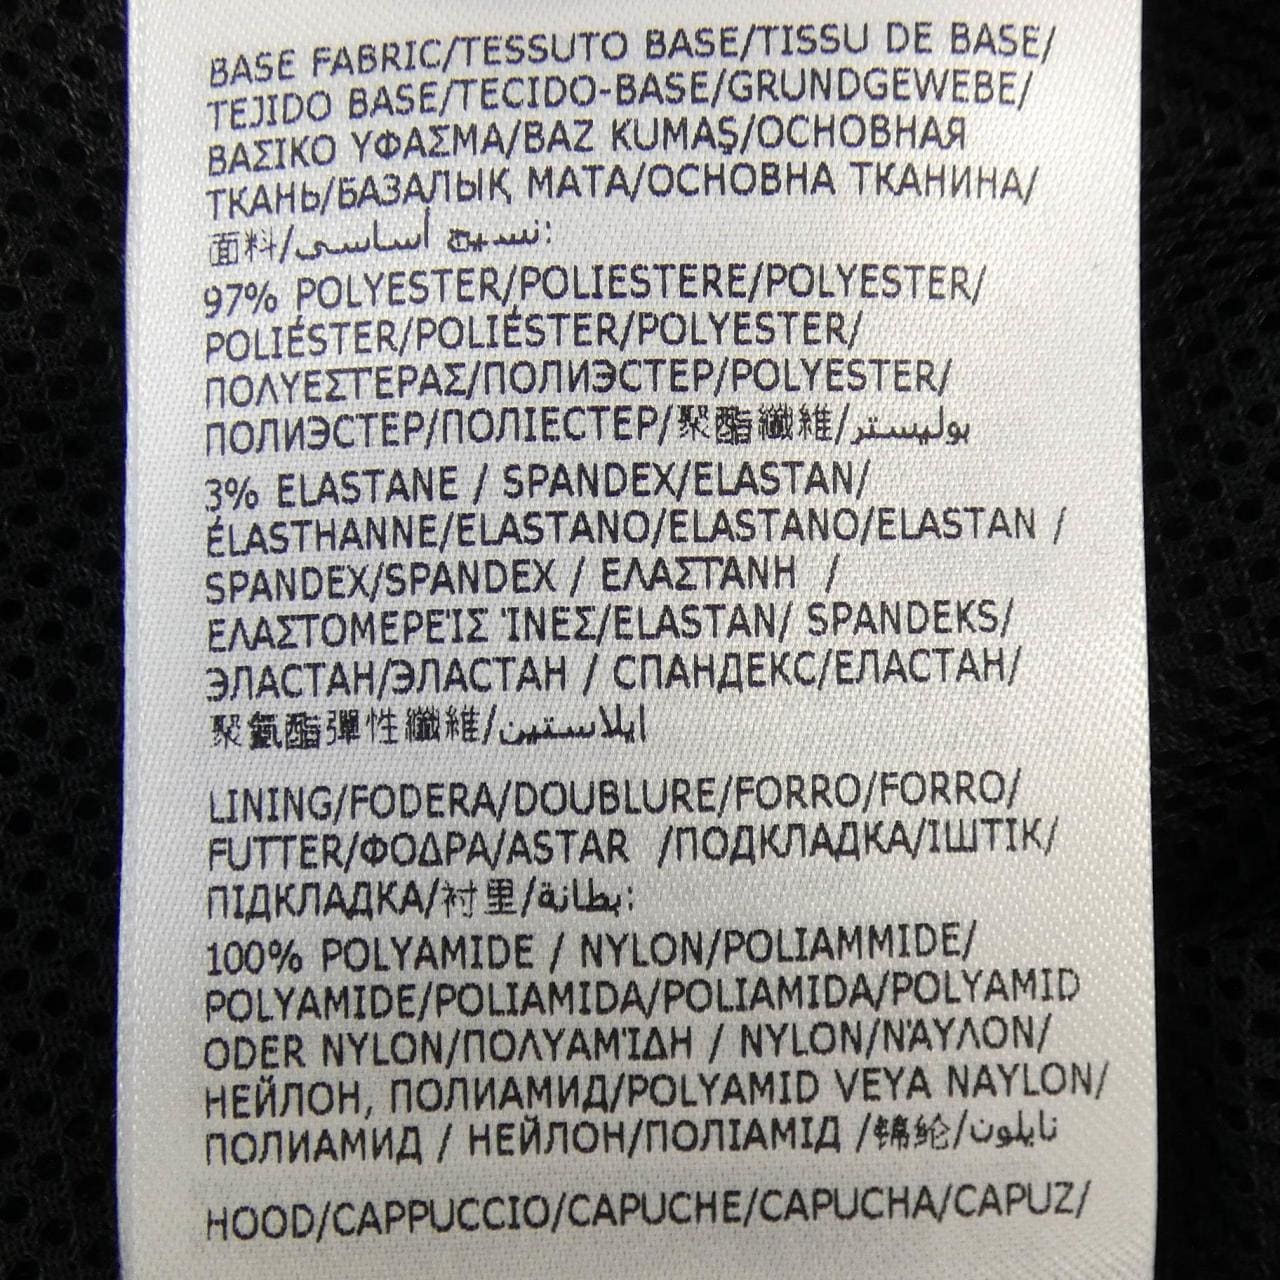 BASE FABRIC/TESSUTO BASE/TISSU DE BASE/
TEJIDO BASE/TECIDO-BASE/GRUNDGEWEBE/
ΒΑΣΙΚΟ ΥΦΑΣΜΑ/BAZ KUMAŞ/ОСНОВНАЯ
ТКАНЬ/БАЗАЛЫҚ МАТА/ОСНОВНА ТКАНИНА/
面料/نسيج أساسى:
97% POLYESTER/POLIESTERE/POLYESTER/
POLIÉSTER/POLIÉSTER/POLYESTER/
ΠΟΛΥΕΣΤΕΡΑΣ/ПОЛИЭСТЕР/POLYESTER/
ПОЛИЭСТЕР/ПОЛІЕСТЕР/聚酯纖維/بوليستر
3% ELASTANE / SPANDEX/ELASTAN/
ÉLASTHANNE/ELASTANO/ELASTANO/ELASTAN /
SPANDEX/SPANDEX / ΕΛΑΣΤΆΝΗ /
ΕΛΑΣΤΟΜΕΡΕΊΣ ΊΝΕΣ/ELASTAN/ SPANDEKS/
ЭЛАСТАН/ЭЛАСТАН / СПАНДЕКС/ЕЛАСТАН/
聚氨酯彈性纖維/ايلاستين
LINING/FODERA/DOUBLURE/FORRO/FORRO/
FUTTER/ΦΟΔΡΑ/ASTAR /ПОДКЛАДКА/ІШТІК/
ПІДКЛАДКА/衬里/بطانة:
100% POLYAMIDE / NYLON/POLIAMMIDE/
POLYAMIDE/POLIAMIDA/POLIAMIDA/POLYAMID
ODER NYLON/ΠΟΛΥΑΜΊΔΗ / NYLON/ΝΆΥΛΟΝ/
НЕЙЛОН, ПОЛИАМИД/POLYAMID VEYA NAYLON/
ПОЛИАМИД / НЕЙЛОН/ПОЛІАМІД /锦纶/نايلون
HOOD/CAPPUCCIO/CAPUCHE/CAPUCHA/CAPUZ/